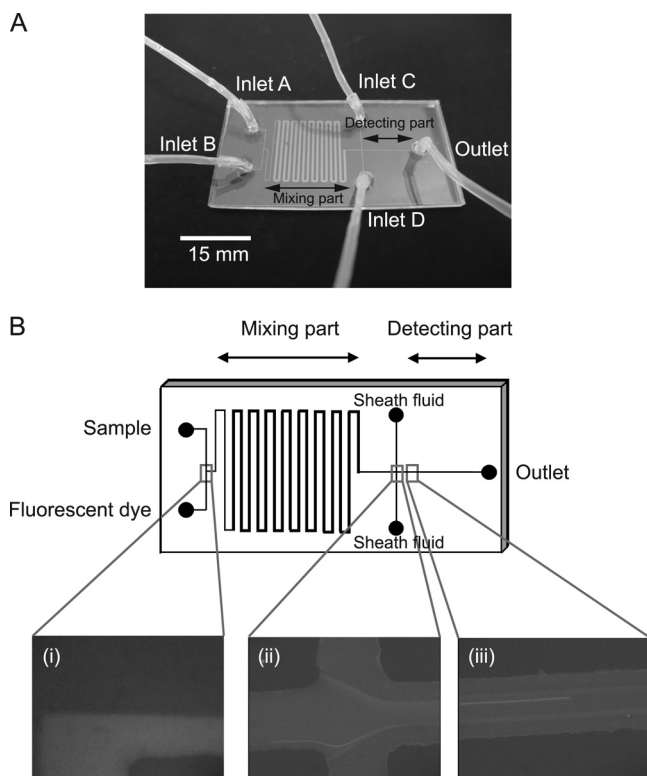 A
Inlet A
Inlet C
Detecting part
Inlet B
Outlet
Mixing part
Inlet D
15 mm
B
Mixing part
Detecting part
Sheath fluid
Sample
Outlet
Fluorescent dye
Sheath fluid
(i)
(ii)
(iii)